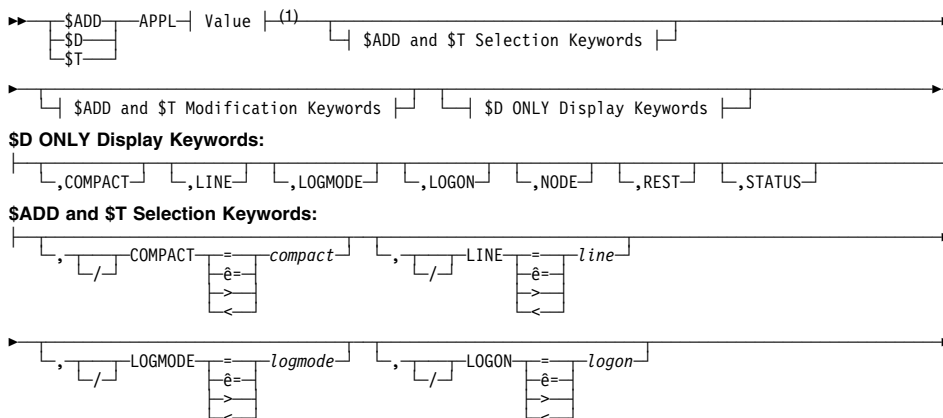 $ADD APPL Value (1) $ADD and $T Selection Keywords
$D
$T
$ADD and $T Modification Keywords $D ONLY Display Keywords
$D ONLY Display Keywords:
,COMPACT ,LINE ,LOGMODE ,LOGON ,NODE ,REST ,STATUS
$ADD and $T Selection Keywords:
, / COMPACT = compact , / LINE = line
ê= ê=
> >
< <
, / LOGMODE = logmode , / LOGON = logon
ê= ê=
> >
< <